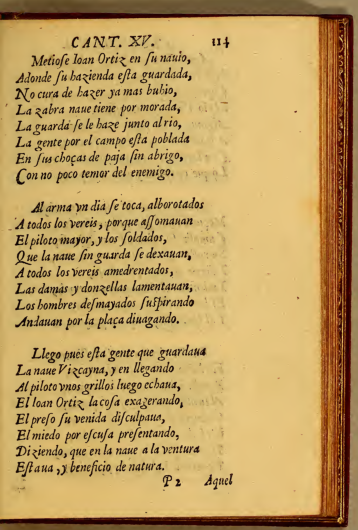 CANT. XV. 114
Metiose Ioan Ortiz en su nauio,
Adonde su hazienda esta guardada,
No cura de hazer ya mas buhio,
La zabra naue tiene por morada,
La guarda se le haze junto al rio,
La gente por el campo esta poblada
En sus choças de paja sin abrigo,
Con no poco temor del enemigo.
Al arma vn dia se toca, alborotados
A todos los vereis, porque assomauan
El piloto mayor, y los soldados,
Que la naue sin guarda se dexauan,
A todos los vereis amedrentados,
Las damas y donzellas lamentauan,
Los hombres desmayados suspirando
Andauan por la plaça diuagando.
Llego pues esta gente que guardaua
La naue Vizcayna, y en llegando
Al piloto vnos grillos luego echaua,
El Ioan Ortiz la cosa exagerando,
El preso su venida disculpaua,
El miedo por escusa presentando,
Diziendo, que en la naue a la ventura
Estaua, y beneficio de natura.
P 2 Aquel